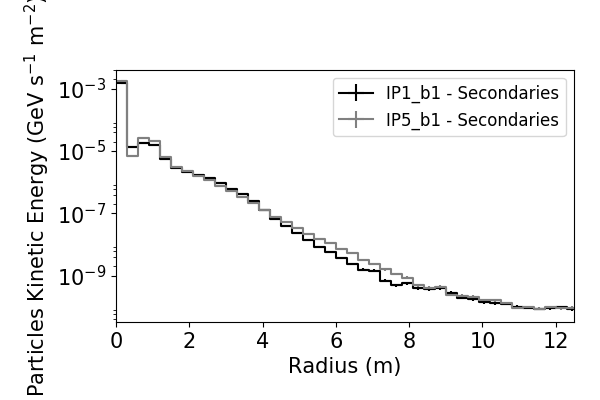 Particles Kinetic Energy (GeV s⁻¹ m⁻²)
10⁻³
10⁻⁵
10⁻⁷
10⁻⁹
IP1_b1 - Secondaries
IP5_b1 - Secondaries
0 2 4 6 8 10 12
Radius (m)